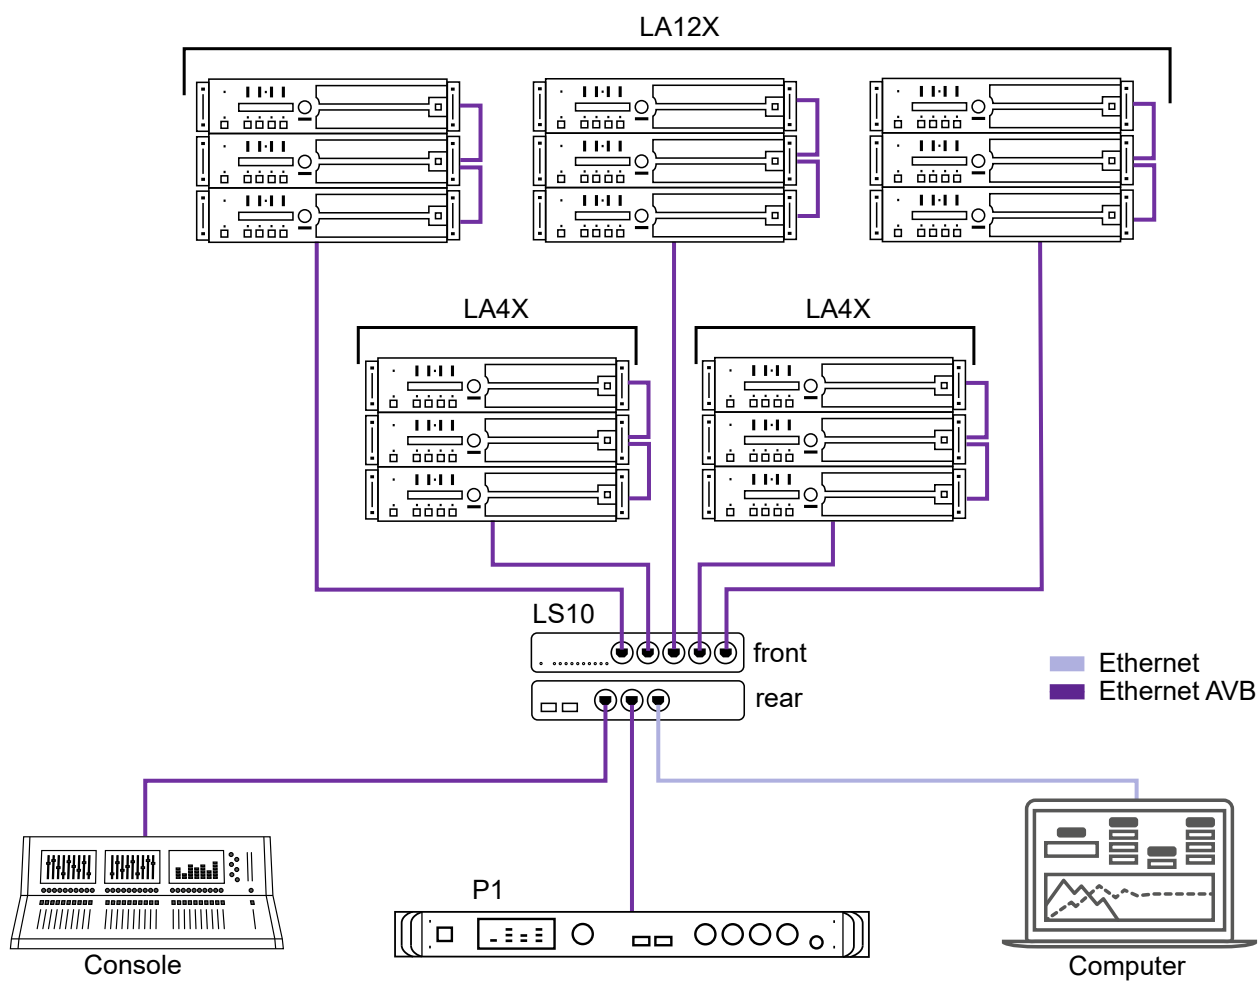 LA12X
LA4X
LA4X
LS10
front
rear
Ethernet
Ethernet AVB
P1
Console
Computer